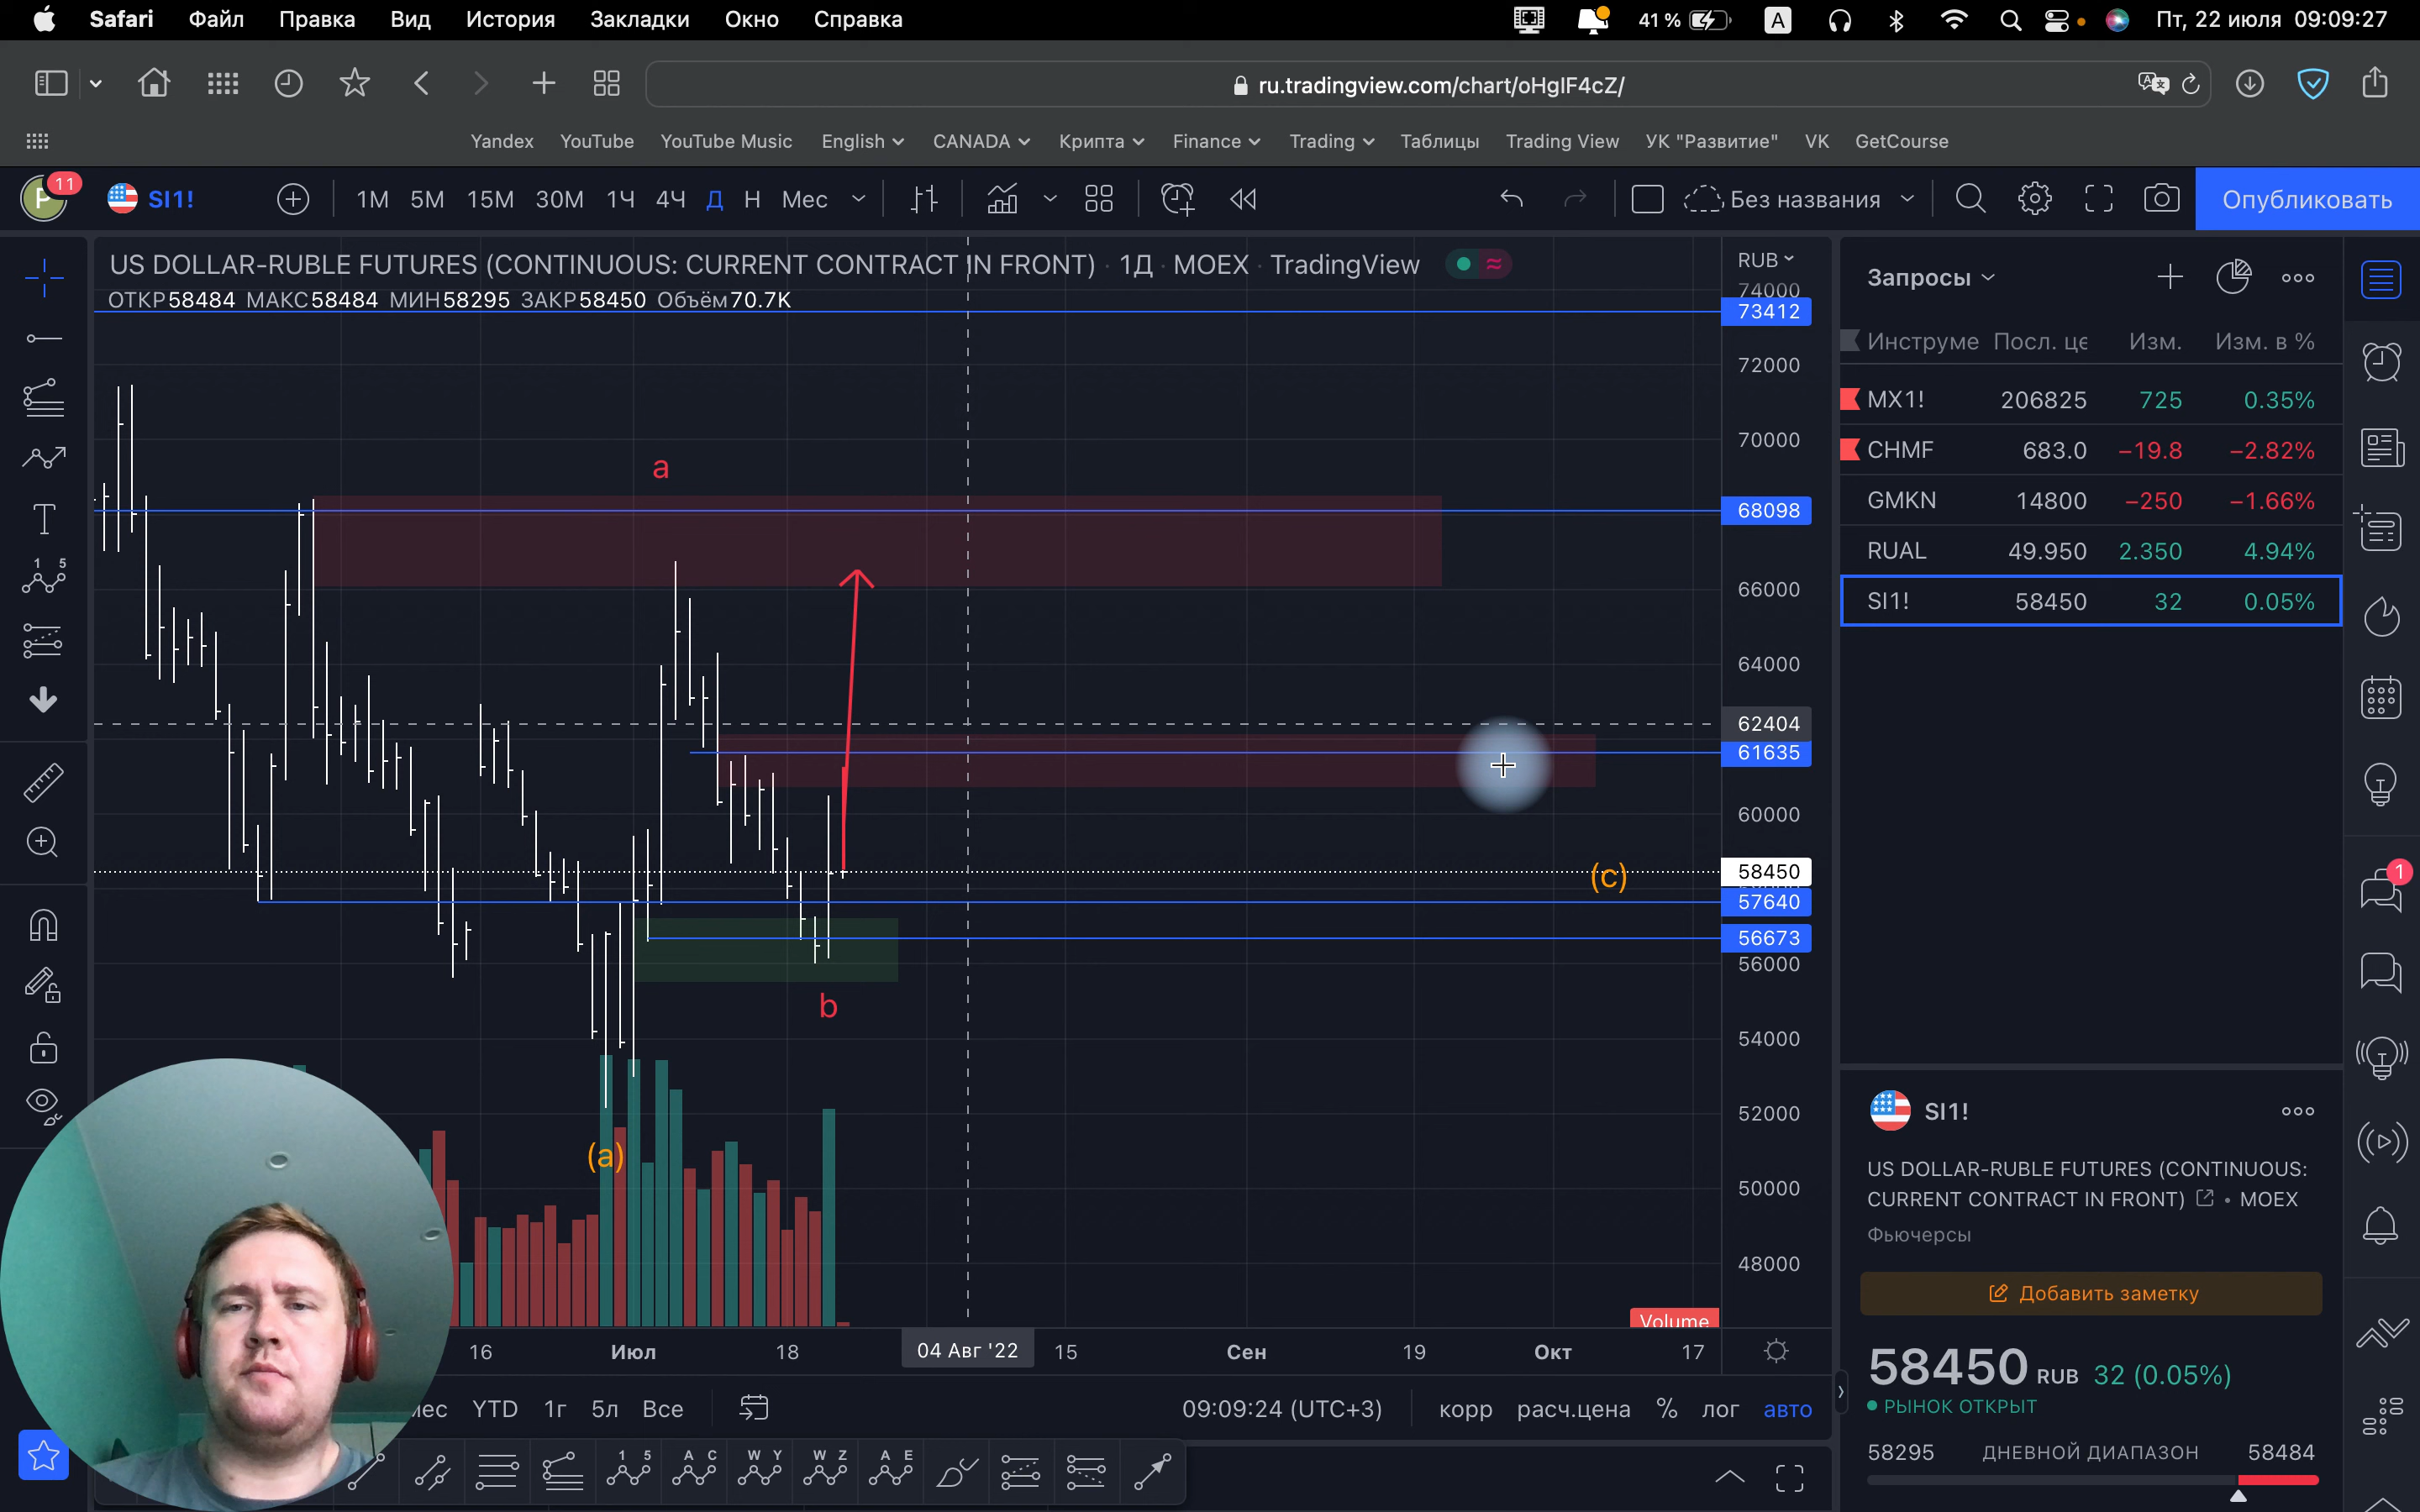 Safari Файл Правка Вид История Закладки Окно Справка 41 % A Пт, 22 июля 09:09:27
ru.tradingview.com/chart/oHgIF4cZ/
Yandex YouTube YouTube Music English CANADA Крипта Finance Trading Таблицы Trading View УК "Развитие" VK GetCourse
P 11 SI1! 1М 5М 15М 30М 1Ч 4Ч Д Н Мес Без названия Опубликовать
US DOLLAR-RUBLE FUTURES (CONTINUOUS: CURRENT CONTRACT IN FRONT) · 1Д · MOEX · TradingView
ОТКР58484 МАКС58484 МИН58295 ЗАКР58450 Объём70.7K
RUB
74000
73412
72000
70000
68098
66000
64000
62404
61635
60000
58450
57640
56673
56000
54000
52000
50000
48000
a
b
(a)
(c)
Volume
16 Июл 18 04 Авг '22 15 Сен 19 Окт 17
YTD 1г 5л Все 09:09:24 (UTC+3) корр расч.цена % лог авто
1 5
A C
W Y
W Z
A E
Запросы
Инструме Посл. це Изм. Изм. в %
MX1! 206825 725 0.35%
CHMF 683.0 −19.8 −2.82%
GMKN 14800 −250 −1.66%
RUAL 49.950 2.350 4.94%
SI1! 58450 32 0.05%
1
SI1!
US DOLLAR-RUBLE FUTURES (CONTINUOUS:
CURRENT CONTRACT IN FRONT) • MOEX
Фьючерсы
Добавить заметку
58450 RUB 32 (0.05%)
РЫНОК ОТКРЫТ
58295 ДНЕВНОЙ ДИАПАЗОН 58484